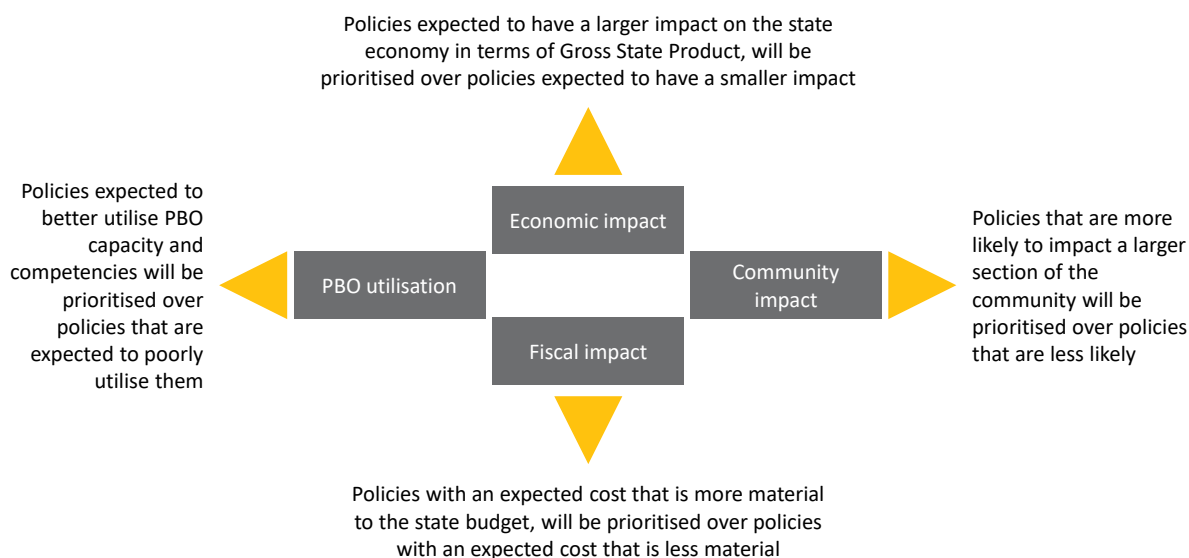 Policies expected to have a larger impact on the state
economy in terms of Gross State Product, will be
prioritised over policies expected to have a smaller impact
Policies expected to
better utilise PBO
capacity and
competencies will be
prioritised over
policies that are
expected to poorly
utilise them
PBO utilisation
Economic impact
Fiscal impact
Community
impact
Policies that are more
likely to impact a larger
section of the
community will be
prioritised over policies
that are less likely
Policies with an expected cost that is more material
to the state budget, will be prioritised over policies
with an expected cost that is less material